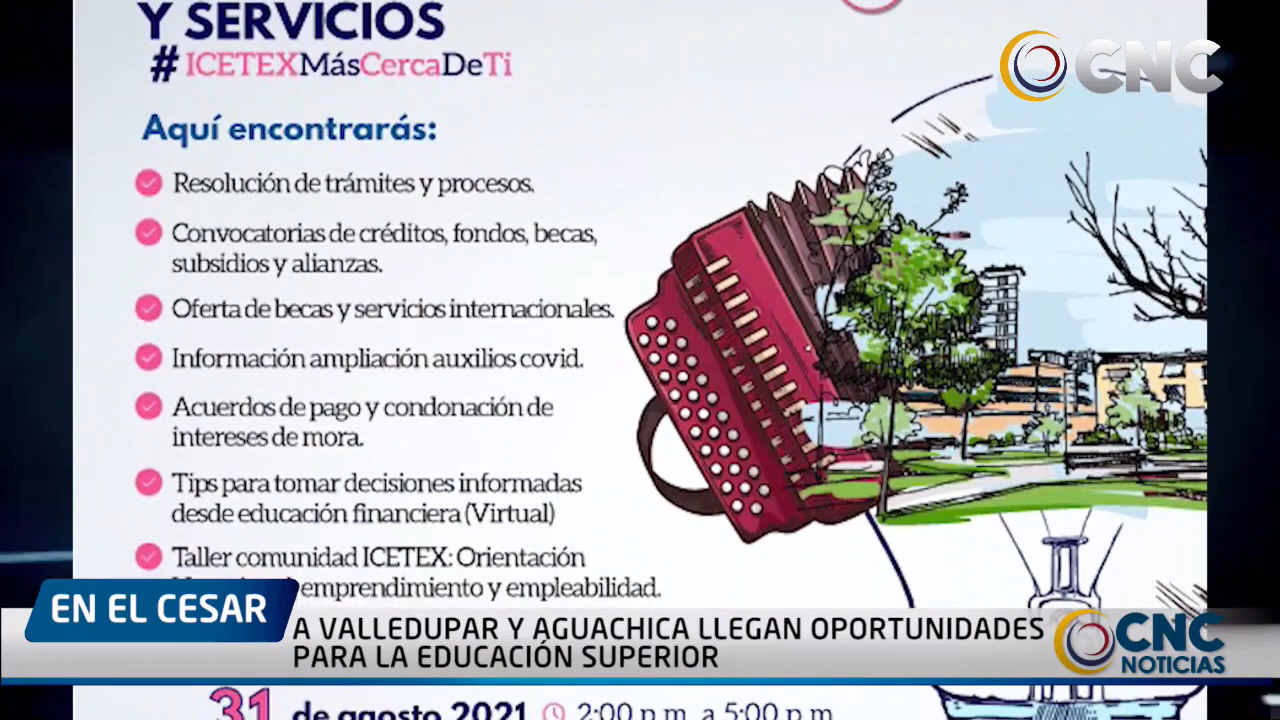 Y SERVICIOS
#ICETEXMásCercaDeTi
CNC
Aquí encontrarás:
Resolución de trámites y procesos.
Convocatorias de créditos, fondos, becas,
subsidios y alianzas.
Oferta de becas y servicios internacionales.
Información ampliación auxilios covid.
Acuerdos de pago y condonación de
intereses de mora.
Tips para tomar decisiones informadas
desde educación financiera (Virtual)
Taller comunidad ICETEX: Orientación
emprendimiento y empleabilidad.
EN EL CESAR
A VALLEDUPAR Y AGUACHICA LLEGAN OPORTUNIDADES
PARA LA EDUCACIÓN SUPERIOR
CNC
NOTICIAS
31 de agosto 2021 2:00 p.m. a 5:00 p.m.